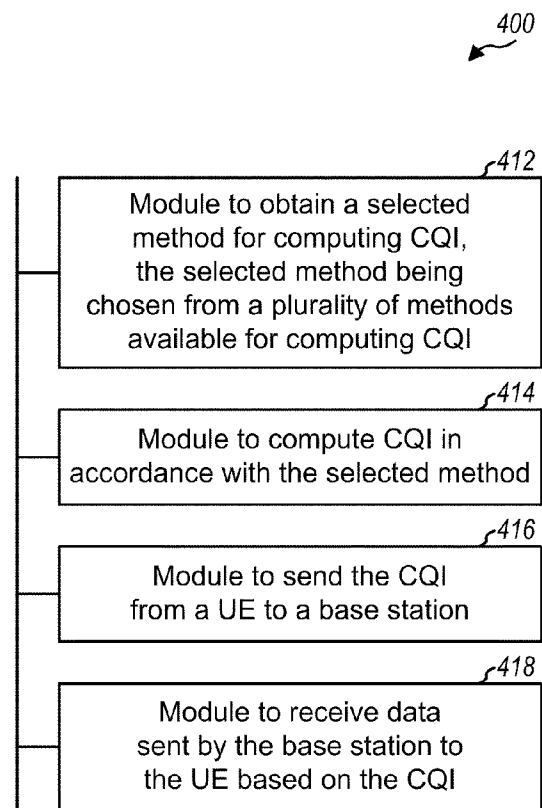 400
412
Module to obtain a selected
method for computing CQI,
the selected method being
chosen from a plurality of methods
available for computing CQI
414
Module to compute CQI in
accordance with the selected method
416
Module to send the CQI
from a UE to a base station
418
Module to receive data
sent by the base station to
the UE based on the CQI